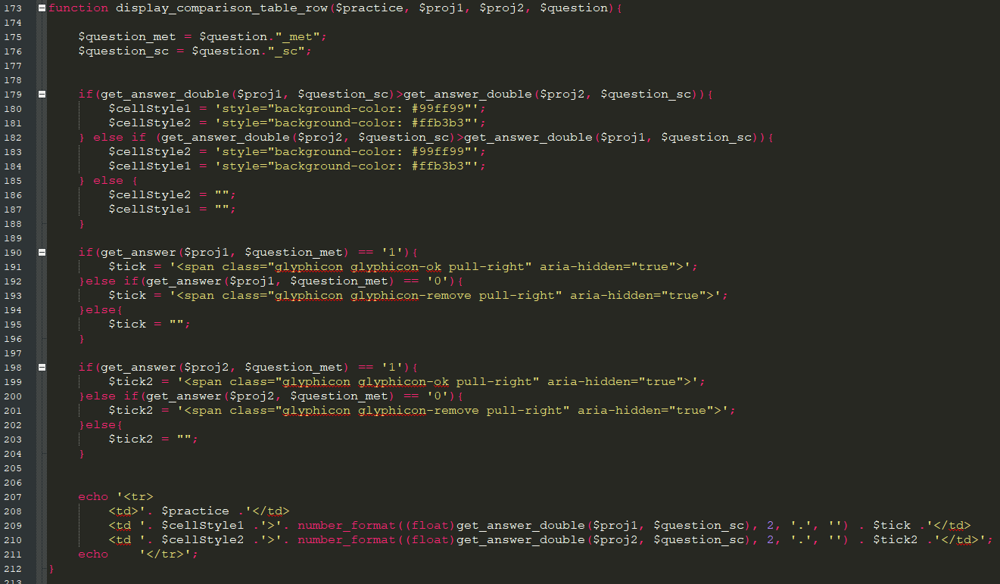 173 function display_comparison_table_row($practice, $proj1, $proj2, $question){
174
175 $question_met = $question."_met";
176 $question_sc = $question."_sc";
177
178
179 if(get_answer_double($proj1, $question_sc)>get_answer_double($proj2, $question_sc)){
180 $cellStyle1 = 'style="background-color: #99ff99"';
181 $cellStyle2 = 'style="background-color: #ffb3b3"';
182 } else if (get_answer_double($proj2, $question_sc)>get_answer_double($proj1, $question_sc)){
183 $cellStyle2 = 'style="background-color: #99ff99"';
184 $cellStyle1 = 'style="background-color: #ffb3b3"';
185 } else {
186 $cellStyle2 = "";
187 $cellStyle1 = "";
188 }
189
190 if(get_answer($proj1, $question_met) == '1'){
191 $tick = '<span class="glyphicon glyphicon-ok pull-right" aria-hidden="true">';
192 }else if(get_answer($proj1, $question_met) == '0'){
193 $tick = '<span class="glyphicon glyphicon-remove pull-right" aria-hidden="true">';
194 }else{
195 $tick = "";
196 }
197
198 if(get_answer($proj2, $question_met) == '1'){
199 $tick2 = '<span class="glyphicon glyphicon-ok pull-right" aria-hidden="true">';
200 }else if(get_answer($proj2, $question_met) == '0'){
201 $tick2 = '<span class="glyphicon glyphicon-remove pull-right" aria-hidden="true">';
202 }else{
203 $tick2 = "";
204 }
205
206
207 echo '<tr>
208 <td>'. $practice .'</td>
209 <td '. $cellStyle1 .'>'. number_format((float)get_answer_double($proj1, $question_sc), 2, '.', '') . $tick .'</td>
210 <td '. $cellStyle2 .'>'. number_format((float)get_answer_double($proj2, $question_sc), 2, '.', '') . $tick2 .'</td>';
211 echo '</tr>';
212 }
213